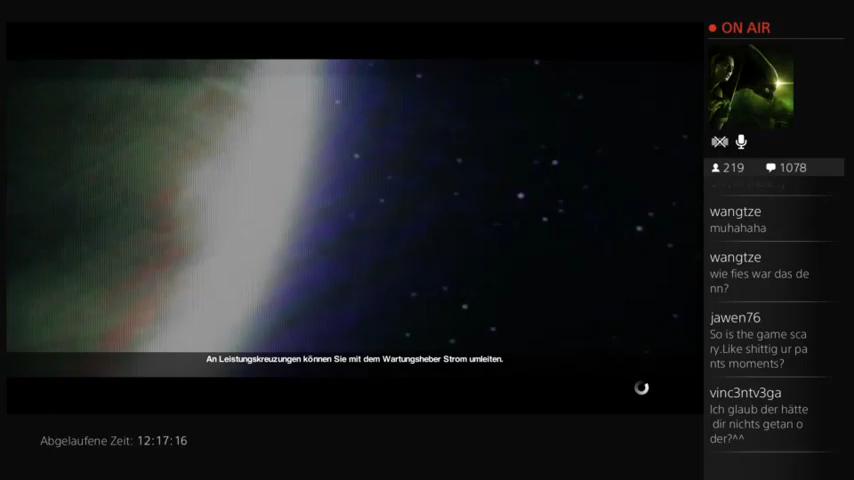 ON AIR
219 1078
wangtze
muhahaha
wangtze
wie fies war das de
nn?
jawen76
So is the game sca
ry.Like shittig ur pa
nts moments?
vinc3ntv3ga
Ich glaub der hätte
dir nichts getan o
der?^^
An Leistungskreuzungen können Sie mit dem Wartungsheber Strom umleiten.
Abgelaufene Zeit: 12:17:16